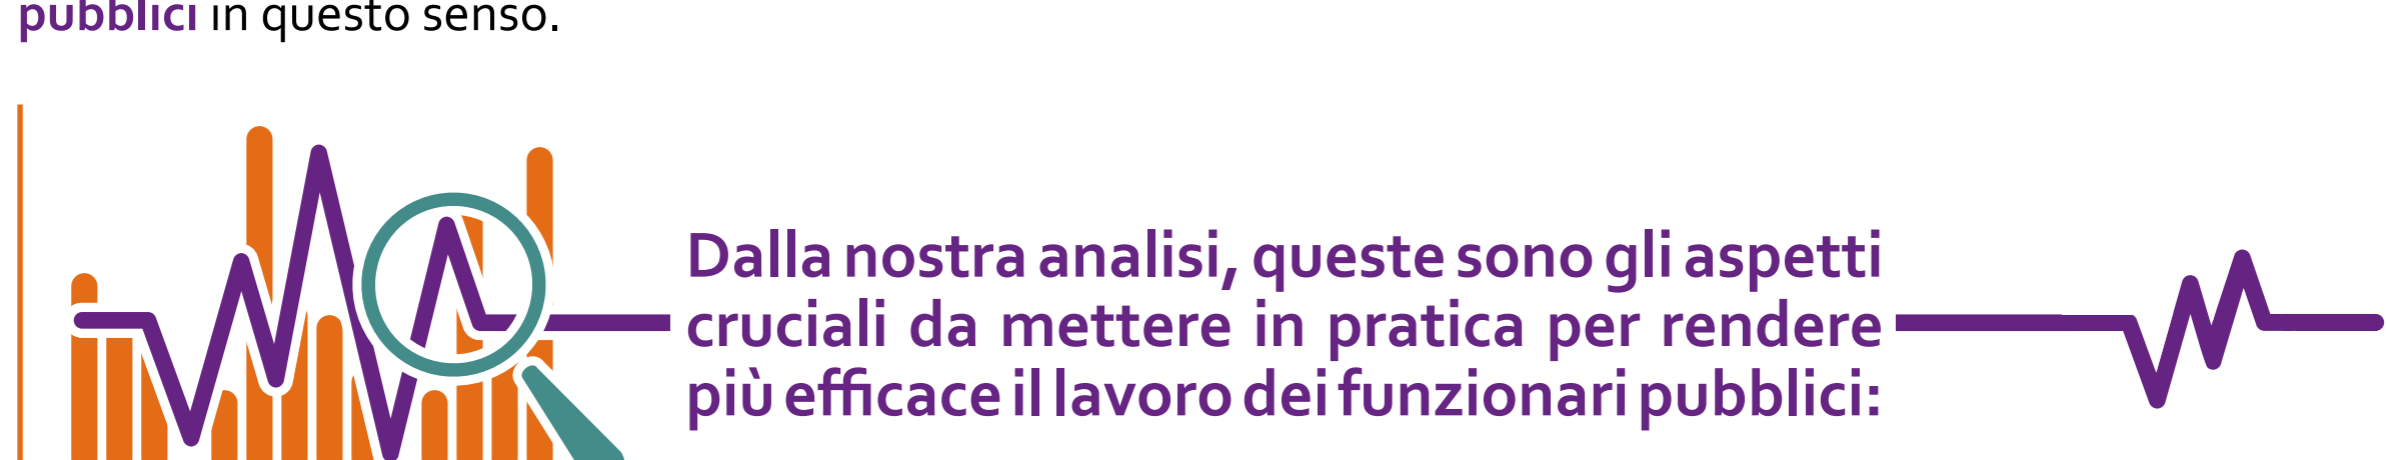 pubblici in questo senso.
Dalla nostra analisi, queste sono gli aspetti
cruciali da mettere in pratica per rendere
più efficace il lavoro dei funzionari pubblici: